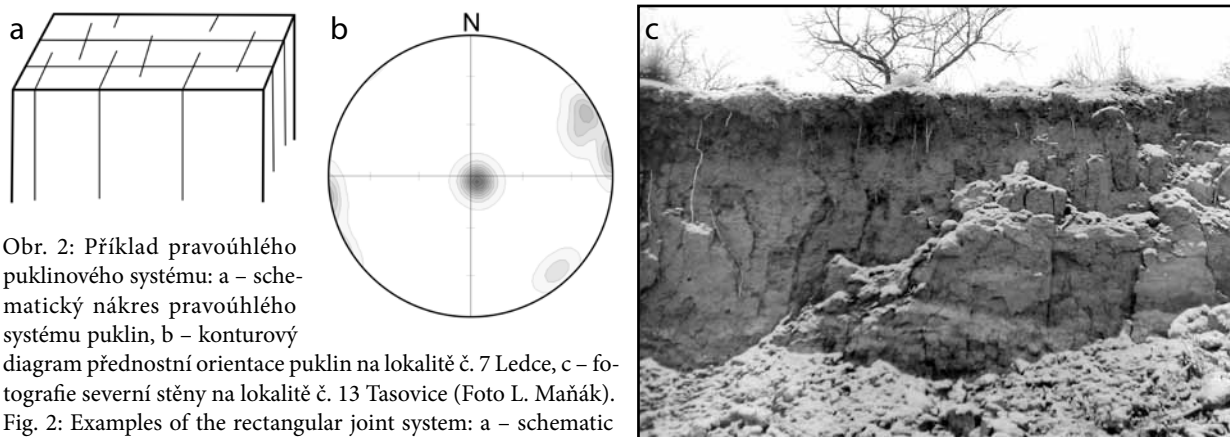 a
b
N
c
Obr. 2: Příklad pravoúhlého
puklinového systému: a – sche-
matický nákres pravoúhlého
systému puklin, b – konturový
diagram přednostní orientace puklin na lokalitě č. 7 Ledce, c – fo-
tografie severní stěny na lokalitě č. 13 Tasovice (Foto L. Maňák).
Fig. 2: Examples of the rectangular joint system: a – schematic